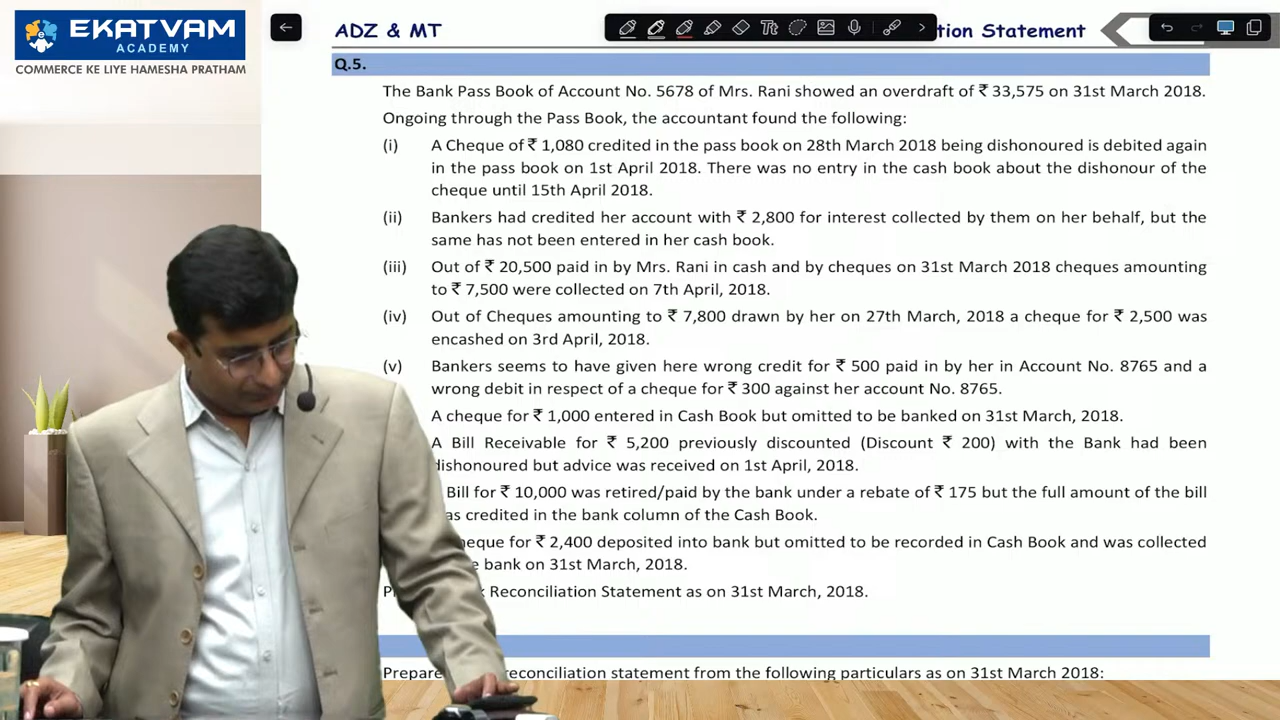 EKATVAM
ACADEMY
COMMERCE KE LIYE HAMESHA PRATHAM
ADZ & MT
tion Statement
Q.5.
The Bank Pass Book of Account No. 5678 of Mrs. Rani showed an overdraft of ₹ 33,575 on 31st March 2018.
Ongoing through the Pass Book, the accountant found the following:
(i) A Cheque of ₹ 1,080 credited in the pass book on 28th March 2018 being dishonoured is debited again
in the pass book on 1st April 2018. There was no entry in the cash book about the dishonour of the
cheque until 15th April 2018.
(ii) Bankers had credited her account with ₹ 2,800 for interest collected by them on her behalf, but the
same has not been entered in her cash book.
(iii) Out of ₹ 20,500 paid in by Mrs. Rani in cash and by cheques on 31st March 2018 cheques amounting
to ₹ 7,500 were collected on 7th April, 2018.
(iv) Out of Cheques amounting to ₹ 7,800 drawn by her on 27th March, 2018 a cheque for ₹ 2,500 was
encashed on 3rd April, 2018.
(v) Bankers seems to have given here wrong credit for ₹ 500 paid in by her in Account No. 8765 and a
wrong debit in respect of a cheque for ₹ 300 against her account No. 8765.
A cheque for ₹ 1,000 entered in Cash Book but omitted to be banked on 31st March, 2018.
A Bill Receivable for ₹ 5,200 previously discounted (Discount ₹ 200) with the Bank had been
dishonoured but advice was received on 1st April, 2018.
Bill for ₹ 10,000 was retired/paid by the bank under a rebate of ₹ 175 but the full amount of the bill
as credited in the bank column of the Cash Book.
heque for ₹ 2,400 deposited into bank but omitted to be recorded in Cash Book and was collected
e bank on 31st March, 2018.
Reconciliation Statement as on 31st March, 2018.
Prepare reconciliation statement from the following particulars as on 31st March 2018: